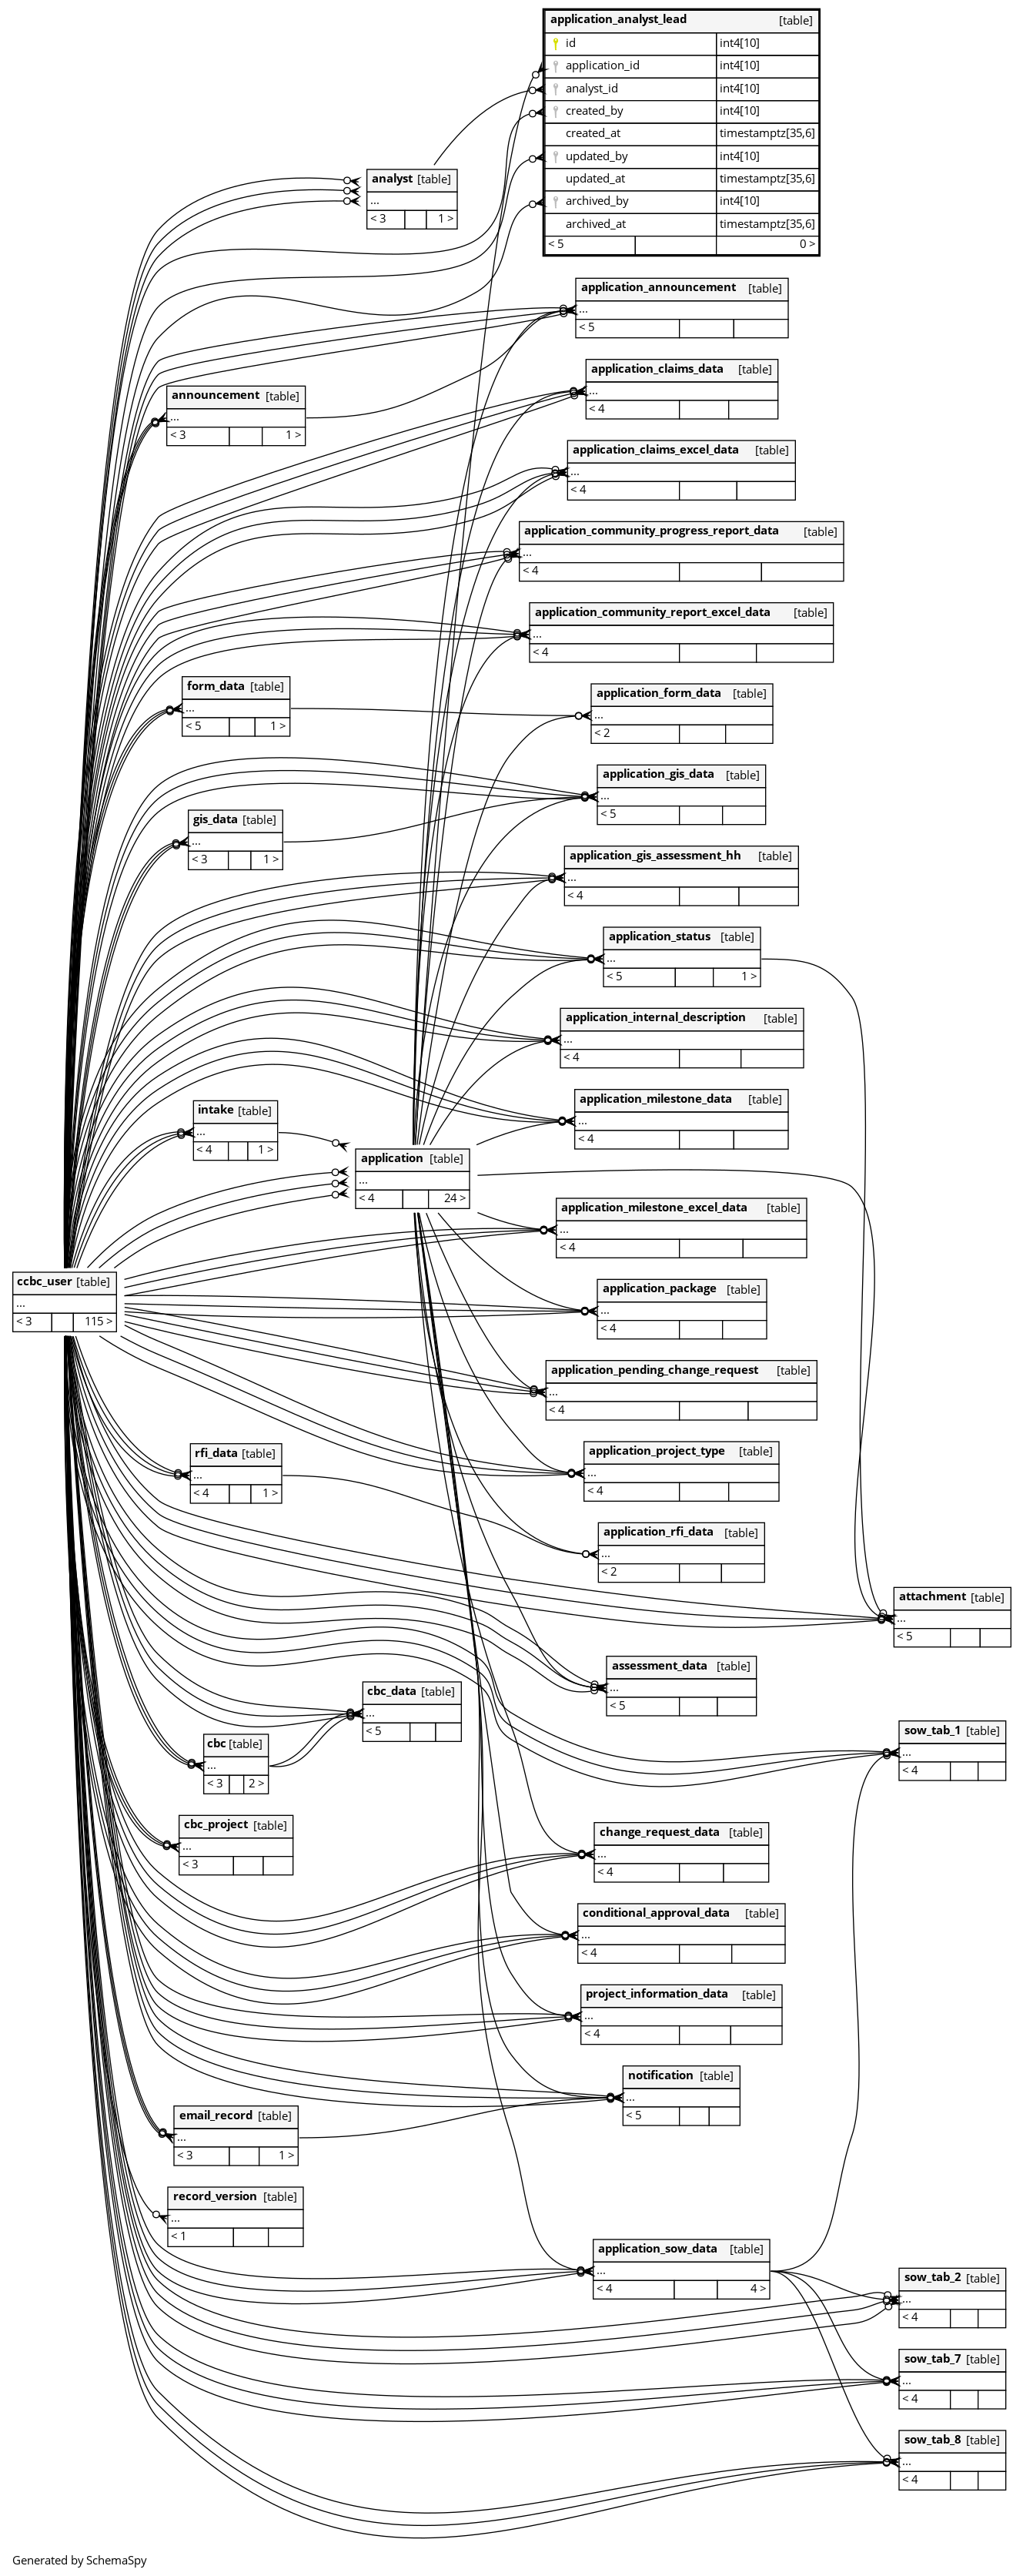 application_analyst_lead [table]
id int4[10]
application_id int4[10]
analyst_id int4[10]
created_by int4[10]
created_at timestamptz[35,6]
updated_by int4[10]
updated_at timestamptz[35,6]
archived_by int4[10]
archived_at timestamptz[35,6]
< 5 0 >
analyst [table]
...
< 3 1 >
application_announcement [table]
...
< 5
application_claims_data [table]
...
< 4
announcement [table]
...
< 3 1 >
application_claims_excel_data [table]
...
< 4
application_community_progress_report_data [table]
...
< 4
application_community_report_excel_data [table]
...
< 4
form_data [table]
...
< 5 1 >
application_form_data [table]
...
< 2
application_gis_data [table]
...
< 5
gis_data [table]
...
< 3 1 >
application_gis_assessment_hh [table]
...
< 4
application_status [table]
...
< 5 1 >
application_internal_description [table]
...
< 4
application_milestone_data [table]
...
< 4
intake [table]
...
< 4 1 >
application [table]
...
< 4 24 >
application_milestone_excel_data [table]
...
< 4
ccbc_user [table]
...
< 3 115 >
application_package [table]
...
< 4
application_pending_change_request [table]
...
< 4
rfi_data [table]
...
< 4 1 >
application_project_type [table]
...
< 4
application_rfi_data [table]
...
< 2
attachment [table]
...
< 5
assessment_data [table]
...
< 5
cbc_data [table]
...
< 5
cbc [table]
...
< 3 2 >
sow_tab_1 [table]
...
< 4
cbc_project [table]
...
< 3
change_request_data [table]
...
< 4
conditional_approval_data [table]
...
< 4
project_information_data [table]
...
< 4
notification [table]
...
< 5
email_record [table]
...
< 3 1 >
record_version [table]
...
< 1
application_sow_data [table]
...
< 4 4 >
sow_tab_2 [table]
...
< 4
sow_tab_7 [table]
...
< 4
sow_tab_8 [table]
...
< 4
Generated by SchemaSpy